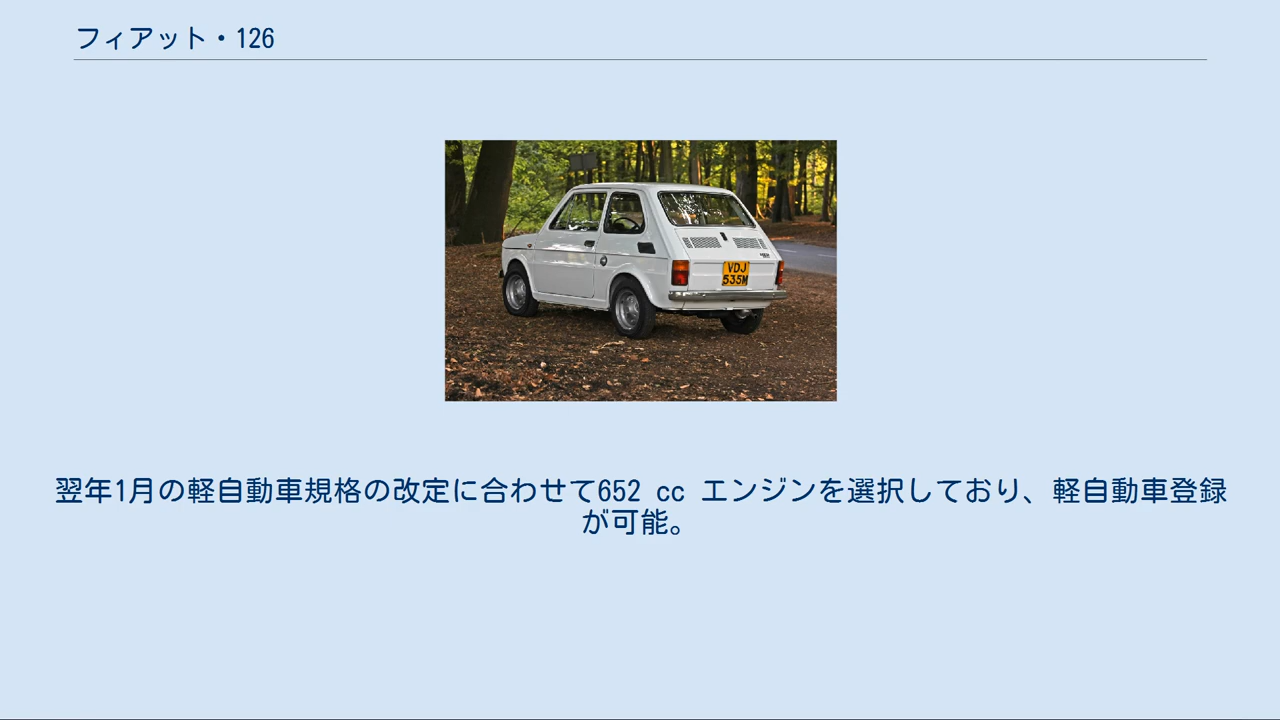 フィアット・126
VDJ
535M
翌年1月の軽自動車規格の改定に合わせて652 cc エンジンを選択しており、軽自動車登録
が可能。